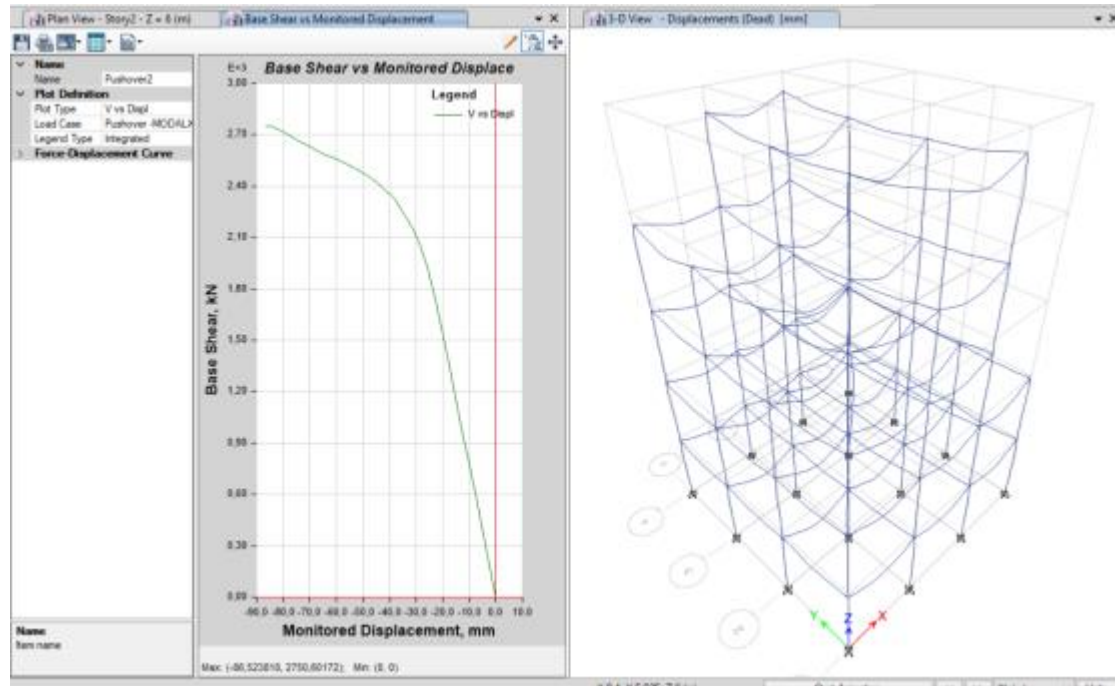 Plan View - Story2 - Z = 6 (m)
Base Shear vs Monitored Displacement
3-D View - Displacements (Dead) [mm]
Name
Name Pushover2
Plot Definition
Plot Type V vs Displ
Load Case Pushover -MODALX
Legend Type Integrated
Force-Displacement Curve
Name
Item name
E+3
Base Shear vs Monitored Displace
Legend
V vs Displ
3,00
2,70
2,40
2,10
1,80
1,50
1,20
0,90
0,60
0,30
0,00
Base Shear, kN
-90,0 -80,0 -70,0 -60,0 -50,0 -40,0 -30,0 -20,0 -10,0 0,0 10,0
Monitored Displacement, mm
Max: (-86,523818, 2750,60172); Min: (0, 0)
Y
Z
X